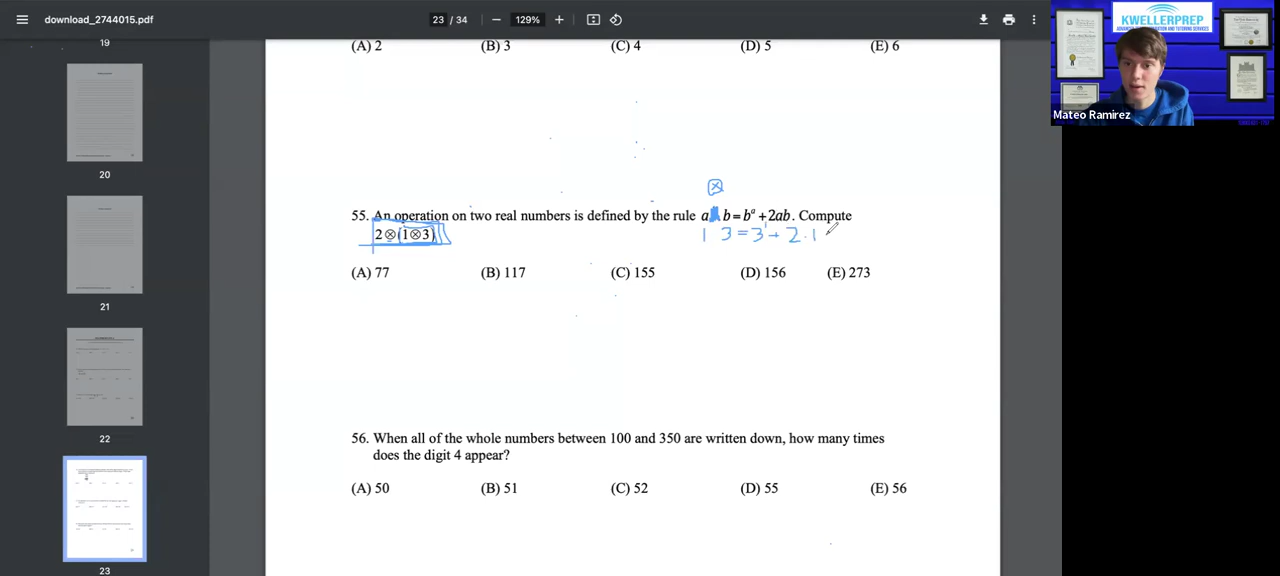 download_2744015.pdf
23 / 34
129%
KWELLERPREP
Mateo Ramirez
19
20
21
22
23
(A) 2 (B) 3 (C) 4 (D) 5 (E) 6
⊗
55. An operation on two real numbers is defined by the rule a b = bᵃ + 2ab. Compute
2⊗(1⊗3)
1 3 = 3¹ + 2 · 1
(A) 77 (B) 117 (C) 155 (D) 156 (E) 273
56. When all of the whole numbers between 100 and 350 are written down, how many times
does the digit 4 appear?
(A) 50 (B) 51 (C) 52 (D) 55 (E) 56